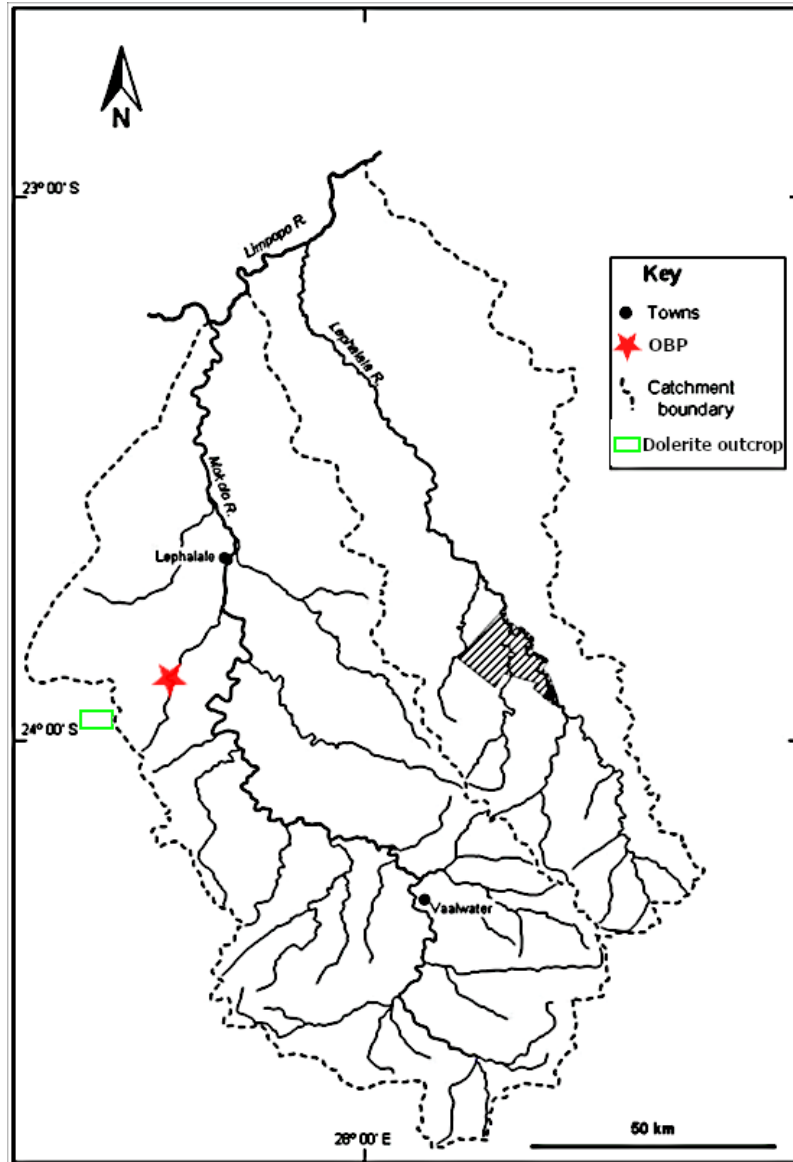 N
23° 00' S
Limpopo R.
Lephalala R.
Key
Towns
OBP
Catchment
boundary
Dolerite outcrop
Mokolo R.
Lephalale
24° 00' S
Vaalwater
28° 00' E
50 km